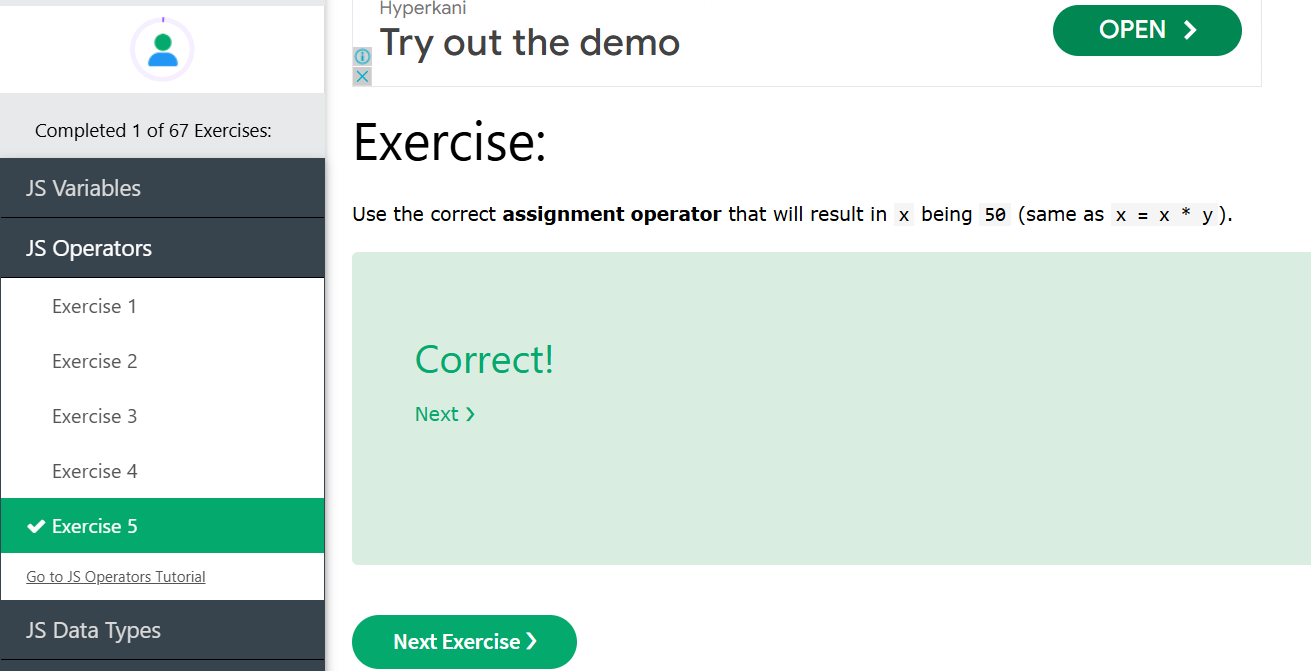 Completed 1 of 67 Exercises:
JS Variables
JS Operators
Exercise 1
Exercise 2
Exercise 3
Exercise 4
Exercise 5
Go to JS Operators Tutorial
JS Data Types
Hyperkani
Try out the demo
OPEN
Exercise:
Use the correct assignment operator that will result in x being 50 (same as x = x * y).
Correct!
Next ❯
Next Exercise ❯